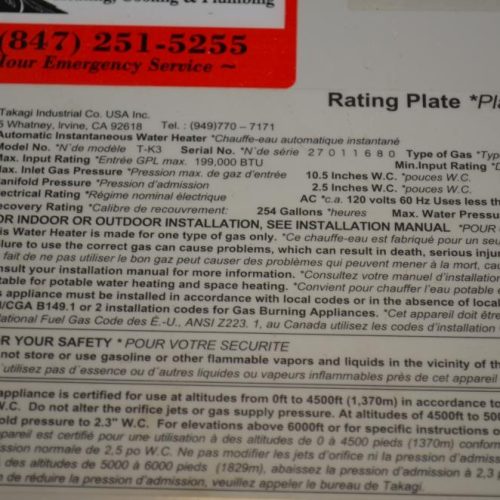 Cooling & Plumbing
(847) 251-5255
Hour Emergency Service ~
Rating Plate *Pla
Takagi Industrial Co. USA Inc.
5 Whatney, Irvine, CA 92618 Tel. : (949)770 – 7171
Automatic Instantaneous Water Heater *Chauffe-eau automatique instantané
Model No. *N°de modèle T-K3 Serial No. *N°de série 27011680 Type of Gas *Typ
Max. Input Rating *Entrée GPL max. 199,000 BTU Min.Input Rating
Max. Inlet Gas Pressure *Pression max. de gaz d'entrée 10.5 Inches W.C. *pouces W.C.
Manifold Pressure *Pression d'admission 2.5 Inches W.C. *pouces W.C.
Electrical Rating *Régime nominal électrique AC *c.a. 120 volts 60 Hz Uses less th
Recovery Rating *Calibre de recouvrement: 254 Gallons *heures Max. Water Pressu
OR INDOOR OR OUTDOOR INSTALLATION, SEE INSTALLATION MANUAL *POUR
is Water Heater is made for one type of gas only. *Ce chauffe-eau est fabriqué pour un seu
ilure to use the correct gas can cause problems, which can result in death, serious injur
fait de ne pas utiliser le bon gaz peut causer des problèmes qui peuvent mener à la mort, cau
nsult your installation manual for more information. *Consultez votre manuel d'installation
table for potable water heating and space heating. *Convient pour chauffer l'eau potable e
s appliance must be installed in accordance with local codes or in the absence of local
I/CGA B149.1 or 2 installation codes for Gas Burning Appliances. *Cet appareil doit être
National Fuel Gas Code des É.-U., ANSI Z223. 1, au Canada utilisez les codes d'installation
OR YOUR SAFETY *POUR VOTRE SECURITE
not store or use gasoline or other flammable vapors and liquids in the vicinity of th
utilisez pas d'essence ou d'autres liquides ou vapeurs inflammables près de cet appareil
appliance is certified for use at altitudes from 0ft to 4500ft (1,370m) in accordance to
W.C. Do not alter the orifice jets or gas supply pressure. At altitudes of 4500ft to 500
old pressure to 2.3" W.C. For elevations above 6000ft or for specific instructions o
pareil est certifié pour une utilisation à des altitudes de 0 à 4500 pieds (1370m) conform
ission normale de 2,5 po W.C. Ne pas modifier les jets d'orifice ni la pression d'admiss
à des altitudes de 5000 à 6000 pieds (1829m), abaissez la pression d'admission à 2,3
n de réduire la pression d'admission, veuillez appeler le bureau de Takagi.